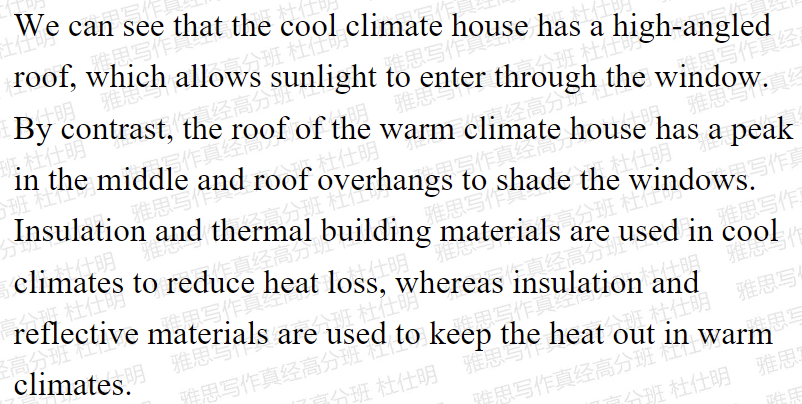 We can see that the cool climate house has a high-angled
roof, which allows sunlight to enter through the window.
By contrast, the roof of the warm climate house has a peak
in the middle and roof overhangs to shade the windows.
Insulation and thermal building materials are used in cool
climates to reduce heat loss, whereas insulation and
reflective materials are used to keep the heat out in warm
climates.
雅思写作真经高分班 杜仕明